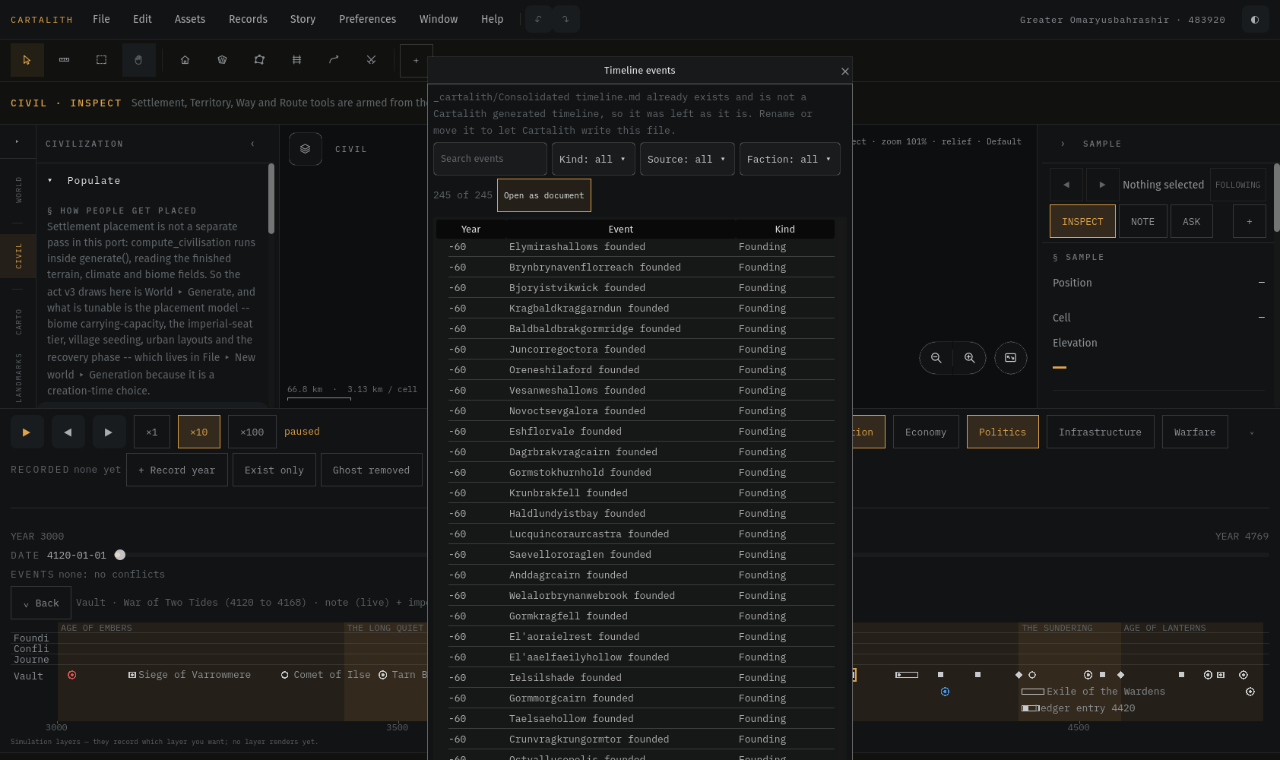 CARTALITH File Edit Assets Records Story Preferences Window Help Greater Omaryusbahrashir · 483920
+
CIVIL · INSPECT Settlement, Territory, Way and Route tools are armed from th
WORLD
CIVIL
CARTO
LANDMARKS
CIVILIZATION
Populate
§ HOW PEOPLE GET PLACED
Settlement placement is not a separate
pass in this port: compute_civilisation runs
inside generate(), reading the finished
terrain, climate and biome fields. So the
act v3 draws here is World ▸ Generate, and
what is tunable is the placement model --
biome carrying-capacity, the imperial-seat
tier, village seeding, urban layouts and the
recovery phase -- which lives in File ▸ New
world ▸ Generation because it is a
creation-time choice.
CIVIL
66.8 km · 3.13 km / cell
ect · zoom 101% · relief · Default
Timeline events
_cartalith/Consolidated timeline.md already exists and is not a
Cartalith generated timeline, so it was left as it is. Rename or
move it to let Cartalith write this file.
Search events Kind: all Source: all Faction: all
245 of 245 Open as document
Year Event Kind
-60 Elymirashallows founded Founding
-60 Brynbrynavenflorreach founded Founding
-60 Bjoryistvikwick founded Founding
-60 Kragbaldkraggarndun founded Founding
-60 Baldbaldbrakgormridge founded Founding
-60 Juncorregoctora founded Founding
-60 Oreneshilaford founded Founding
-60 Vesanweshallows founded Founding
-60 Novoctsevgalora founded Founding
-60 Eshflorvale founded Founding
-60 Dagrbrakvragcairn founded Founding
-60 Gormstokhurnhold founded Founding
-60 Krunbrakfell founded Founding
-60 Haldlundyistbay founded Founding
-60 Lucquincoraurcastra founded Founding
-60 Saevellororaglen founded Founding
-60 Anddagrcairn founded Founding
-60 Welalorbrynanwebrook founded Founding
-60 Gormkragfell founded Founding
-60 El'aoraielrest founded Founding
-60 El'aaelfaeilyhollow founded Founding
-60 Ielsilshade founded Founding
-60 Gormmorgcairn founded Founding
-60 Taelsaehollow founded Founding
-60 Crunvragkrungormtor founded Founding
SAMPLE
Nothing selected FOLLOWING
INSPECT NOTE ASK +
§ SAMPLE
Position –
Cell –
Elevation
×1 ×10 ×100 paused
tion Economy Politics Infrastructure Warfare
RECORDED none yet + Record year Exist only Ghost removed
YEAR 3000 YEAR 4769
DATE 4120-01-01
EVENTS none: no conflicts
Back Vault · War of Two Tides (4120 to 4168) · note (live) + imp
AGE OF EMBERS THE LONG QUIET THE SUNDERING AGE OF LANTERNS
Foundi
Confli
Journe
Vault Siege of Varrowmere Comet of Ilse Tarn B
Exile of the Wardens
edger entry 4420
3000 3500 4500
Simulation layers — they record which layer you want; no layer renders yet.